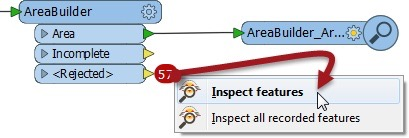 AreaBuilder
Area
AreaBuilder_Ar...
Incomplete
<Rejected>
57
Inspect features
Inspect all recorded features